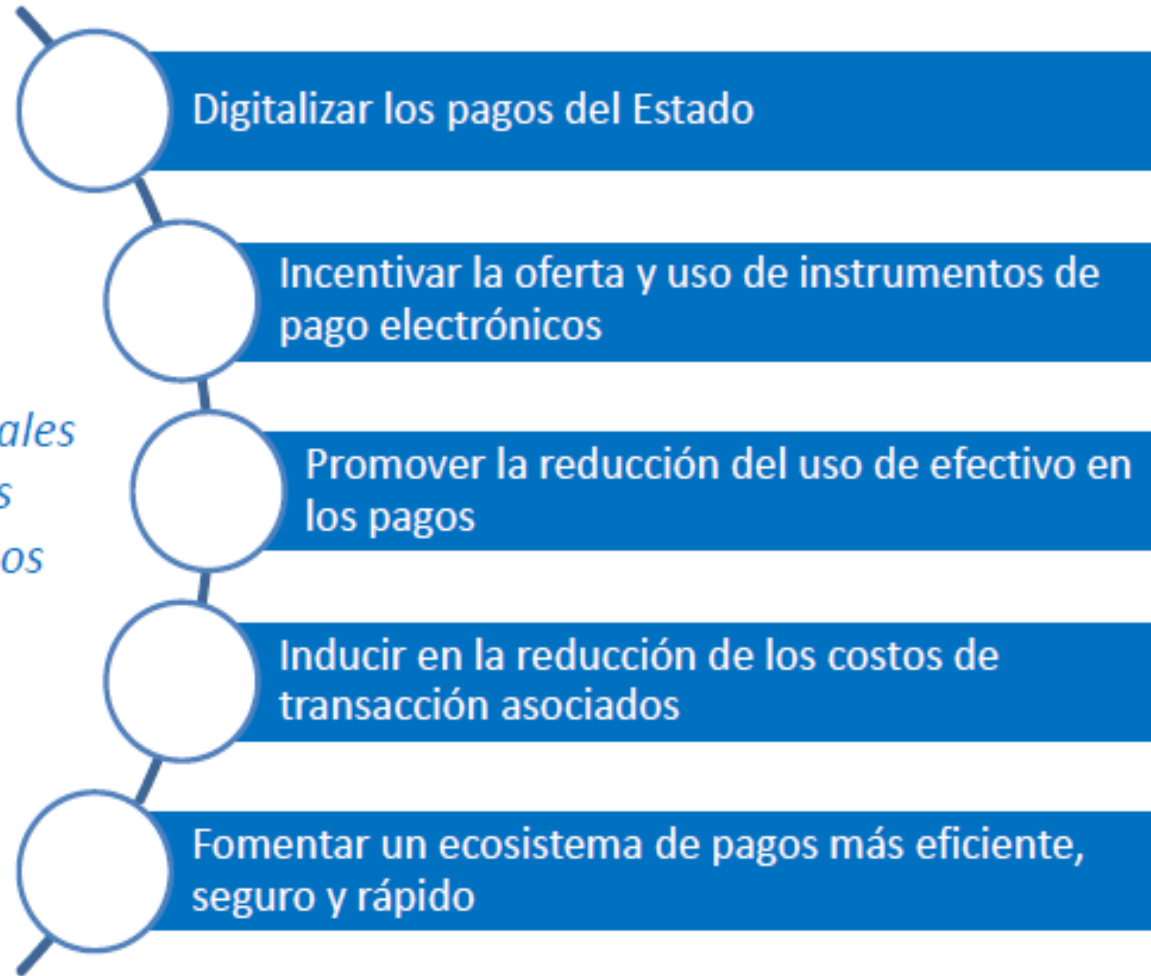 Digitalizar los pagos del Estado
Incentivar la oferta y uso de instrumentos de
pago electrónicos
Promover la reducción del uso de efectivo en
los pagos
Inducir en la reducción de los costos de
transacción asociados
Fomentar un ecosistema de pagos más eficiente,
seguro y rápido